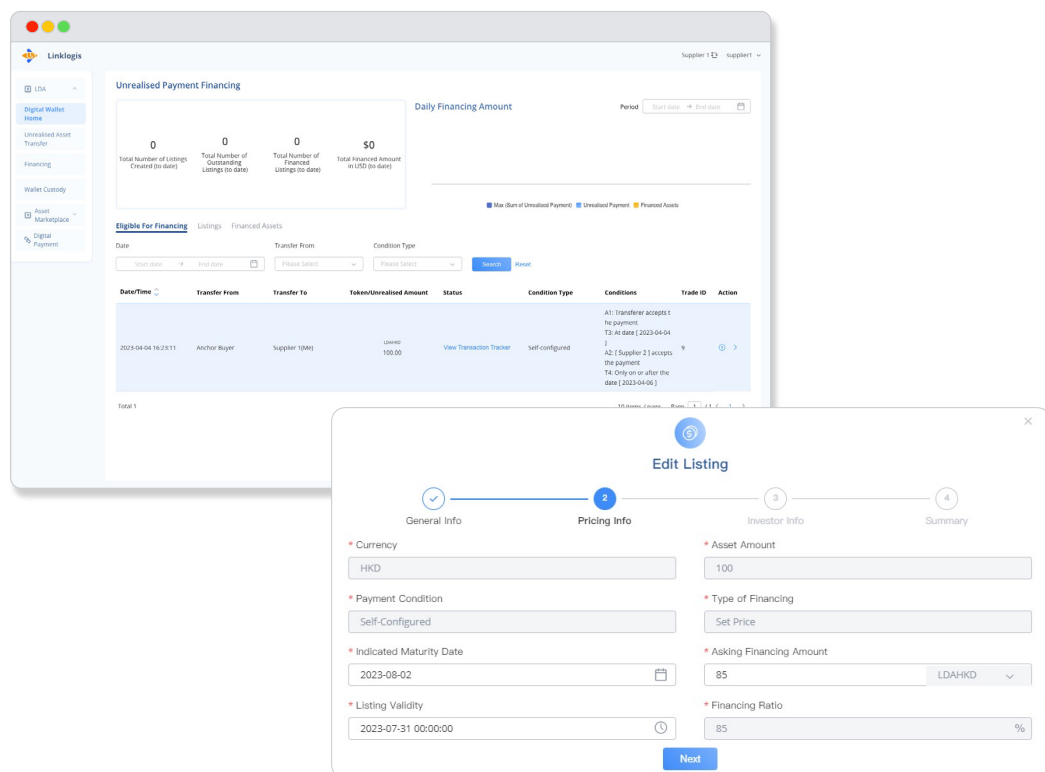 Linklogis
Supplier 1
supplier1
LDA
Digital Wallet
Home
Unrealised Asset
Transfer
Financing
Wallet Custody
Asset
Marketplace
Digital
Payment
Unrealised Payment Financing
0
Total Number of Listings
Created (to date)
0
Total Number of
Outstanding
Listings (to date)
0
Total Number of
Financed
Listings (to date)
$0
Total Financed Amount
in USD (to date)
Daily Financing Amount
Period
Start date → End date
Max (Sum of Unrealised Payment) Unrealised Payment Financed Assets
Eligible For Financing Listings Financed Assets
Date Transfer From Condition Type
Start date → End date Please Select Please Select Search Reset
Date/Time Transfer From Transfer To Token/Unrealised Amount Status Condition Type Conditions Trade ID Action
2023-04-04 16:23:11 Anchor Buyer Supplier 1(Me)
LDAHKD
100.00
View Transaction Tracker Self-configured
A1: Transferer accepts t
he payment
T3: At date [ 2023-04-04
]
A2: [ Supplier 2 ] accepts
the payment
T4: Only on or after the
date [ 2023-04-06 ]
9
Total 1
10 items / page Page 1 / 1 < 1 >
Edit Listing
2 3 4
General Info Pricing Info Investor Info Summary
* Currency * Asset Amount
HKD 100
* Payment Condition * Type of Financing
Self-Configured Set Price
* Indicated Maturity Date * Asking Financing Amount
2023-08-02 85 LDAHKD
* Listing Validity * Financing Ratio
2023-07-31 00:00:00 85 %
Next